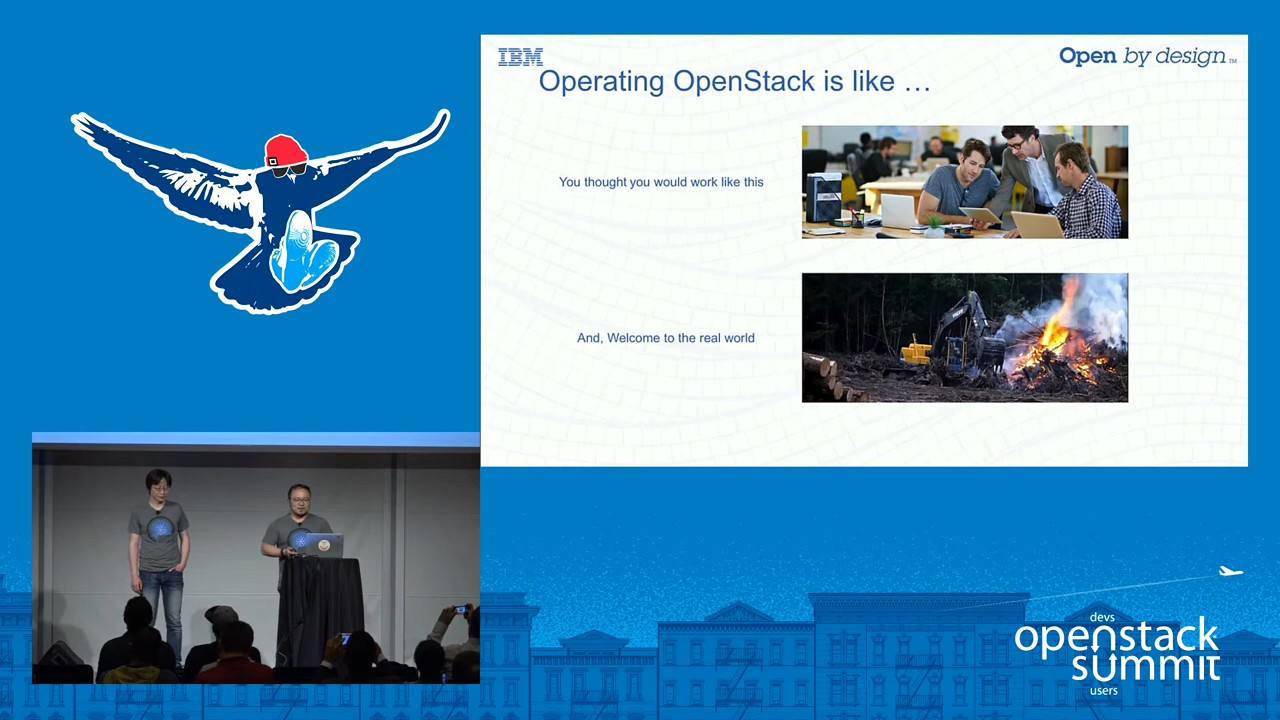 IBM
Open by design™
Operating OpenStack is like …
You thought you would work like this
And, Welcome to the real world
devs
openstack
summit
users